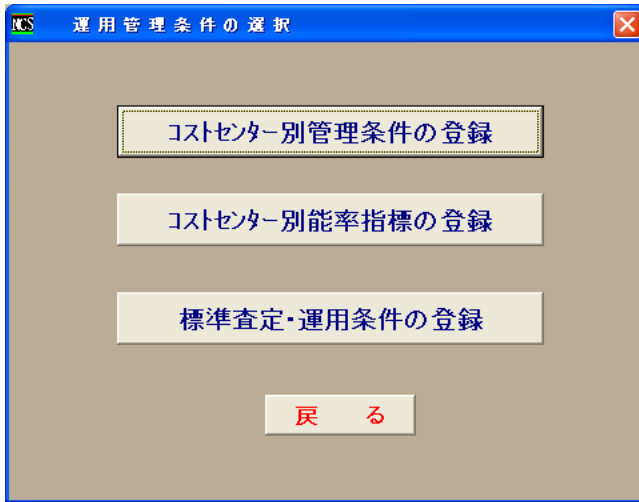 NCS 運用管理条件の選択
コストセンター別管理条件の登録
コストセンター別能率指標の登録
標準査定・運用条件の登録
戻 る